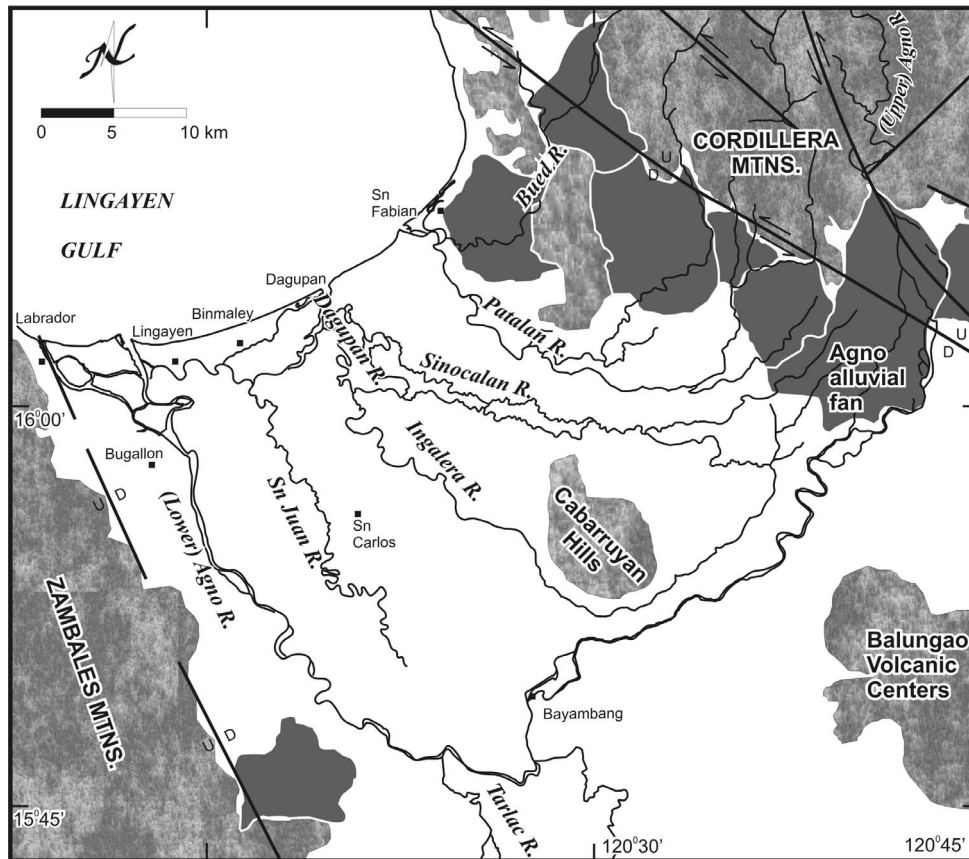 N
0 5 10 km
LINGAYEN
GULF
(Upper) Agno R
CORDILLERA
MTNS.
U
D
Bued R.
Sn
Fabian
Dagupan
Binmaley
Lingayen
Labrador
Dagupan R.
Patalan R.
Sinocalan R.
U
D
Agno
alluvial
fan
16°00'
Bugallon
U D
(Lower) Agno R.
Sn Juan R.
Sn
Carlos
Ingalera R.
Cabarruyan
Hills
ZAMBALES MTNS.
U D
Balungao
Volcanic
Centers
Bayambang
Tarlac R.
15°45'
120°30'
120°45'